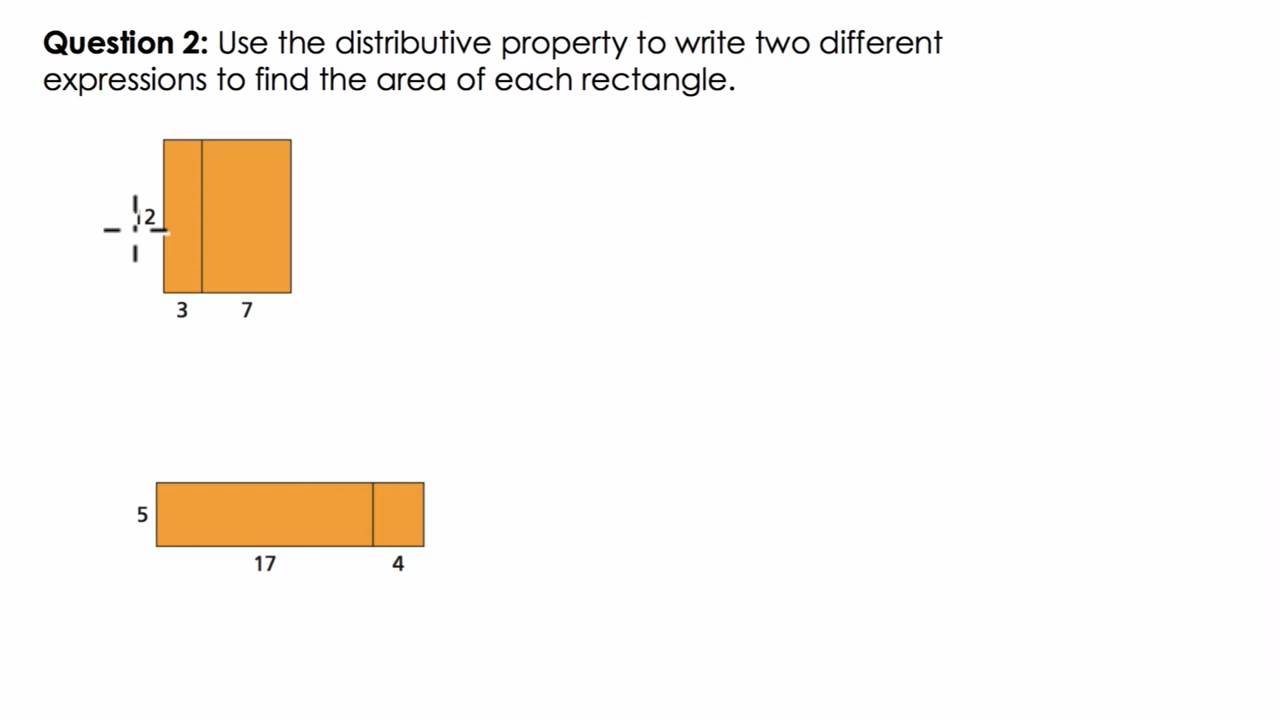 Question 2: Use the distributive property to write two different
expressions to find the area of each rectangle.
12
3 7
5
17 4